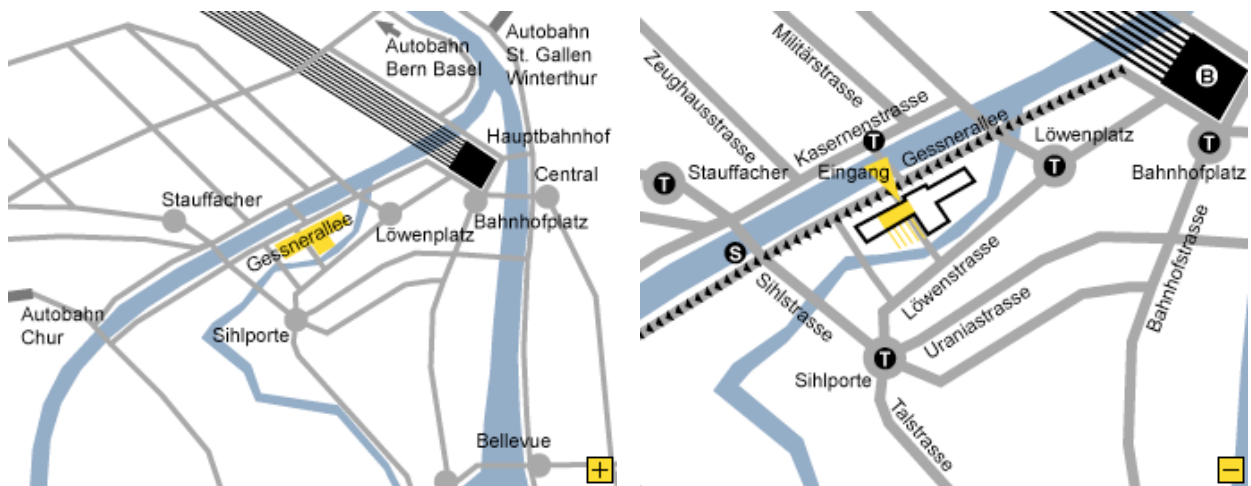 Autobahn
Bern Basel
Autobahn
St. Gallen
Winterthur
Hauptbahnhof
Central
Stauffacher
Bahnhofplatz
Löwenplatz
Gessnerallee
Autobahn
Chur
Sihlporte
Bellevue
+
Militärstrasse
Zeughausstrasse
B
Kasernenstrasse
T
Gessnerallee
Löwenplatz
T
T
Bahnhofplatz
Stauffacher
T
Eingang
S
Sihlstrasse
Löwenstrasse
Uraniastrasse
Bahnhofstrasse
T
Sihlporte
Talstrasse
–